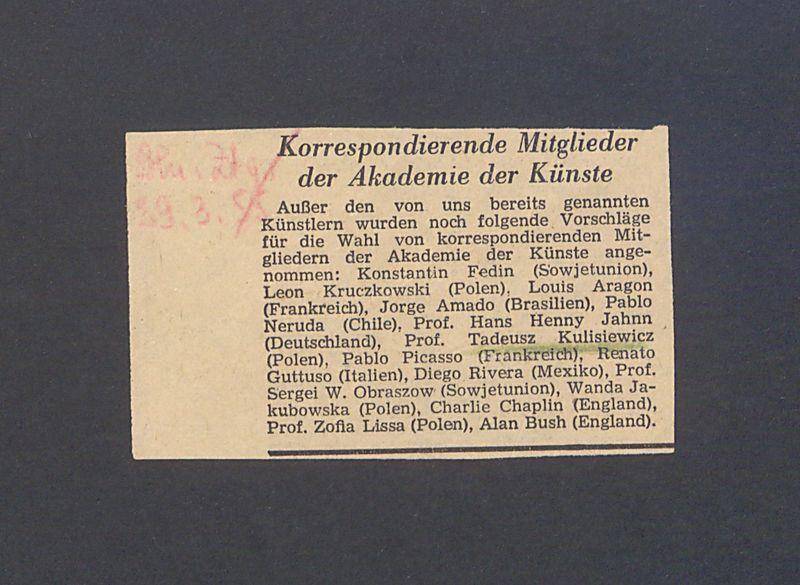 Korrespondierende Mitglieder
der Akademie der Künste
Außer den von uns bereits genannten
Künstlern wurden noch folgende Vorschläge
für die Wahl von korrespondierenden Mit-
gliedern der Akademie der Künste ange-
nommen: Konstantin Fedin (Sowjetunion),
Leon Kruczkowski (Polen), Louis Aragon
(Frankreich), Jorge Amado (Brasilien), Pablo
Neruda (Chile), Prof. Hans Henny Jahnn
(Deutschland), Prof. Tadeusz Kulisiewicz
(Polen), Pablo Picasso (Frankreich), Renato
Guttuso (Italien), Diego Rivera (Mexiko), Prof.
Sergei W. Obraszow (Sowjetunion), Wanda Ja-
kubowska (Polen), Charlie Chaplin (England),
Prof. Zofia Lissa (Polen), Alan Bush (England).